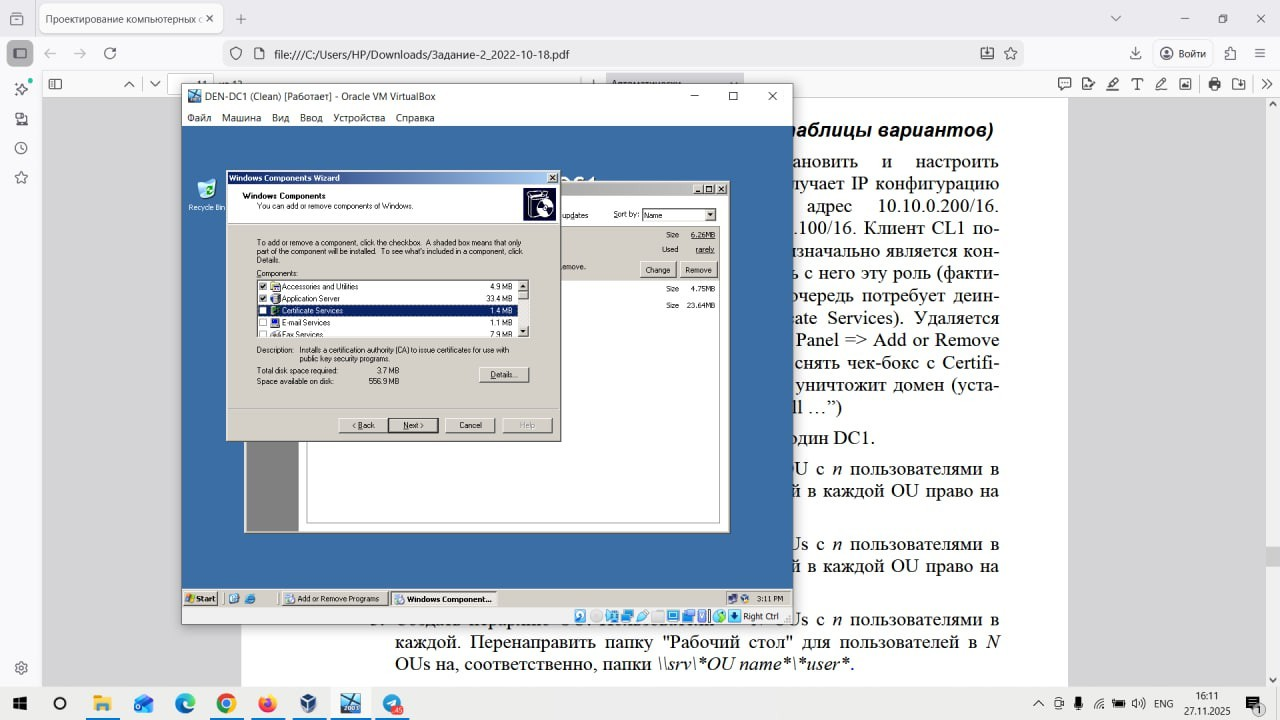 Проектирование компьютерных с
file:///C:/Users/HP/Downloads/Задание-2_2022-10-18.pdf
Войти
DEN-DC1 (Clean) [Работает] - Oracle VM VirtualBox
Файл Машина Вид Ввод Устройства Справка
Recycle Bin
Windows Components Wizard
Windows Components
You can add or remove components of Windows.
To add or remove a component, click the checkbox. A shaded box means that only
part of the component will be installed. To see what's included in a component, click
Details.
Components:
Accessories and Utilities 4.9 MB
Application Server 33.4 MB
Certificate Services 1.4 MB
E-mail Services 1.1 MB
Fax Services 7.9 MB
Description: Installs a certification authority (CA) to issue certificates for use with
public key security programs.
Total disk space required: 3.7 MB
Space available on disk: 556.9 MB
Details...
< Back Next > Cancel Help
updates Sort by: Name
Size 6.26MB
Used rarely
emove.
Change Remove
Size 4.75MB
Size 23.64MB
Start Add or Remove Programs Windows Component... 3:11 PM
Right Ctrl
таблицы вариантов)
ановить и настроить
лучает IP конфигурацию
адрес 10.10.0.200/16.
.100/16. Клиент CL1 по-
изначально является кон-
ь с него эту роль (факти-
очередь потребует деин-
cate Services). Удаляется
Panel => Add or Remove
снять чек-бокс с Certifi-
уничтожит домен (уста-
ll …”)
один DC1.
OU с n пользователями в
й в каждой OU право на
OUs с n пользователями в
й в каждой OU право на
OUs с n пользователями в
каждой. Перенаправить папку "Рабочий стол" для пользователей в N
OUs на, соответственно, папки \\srv\*OU name*\*user*.
45
ENG
16:11
27.11.2025
1